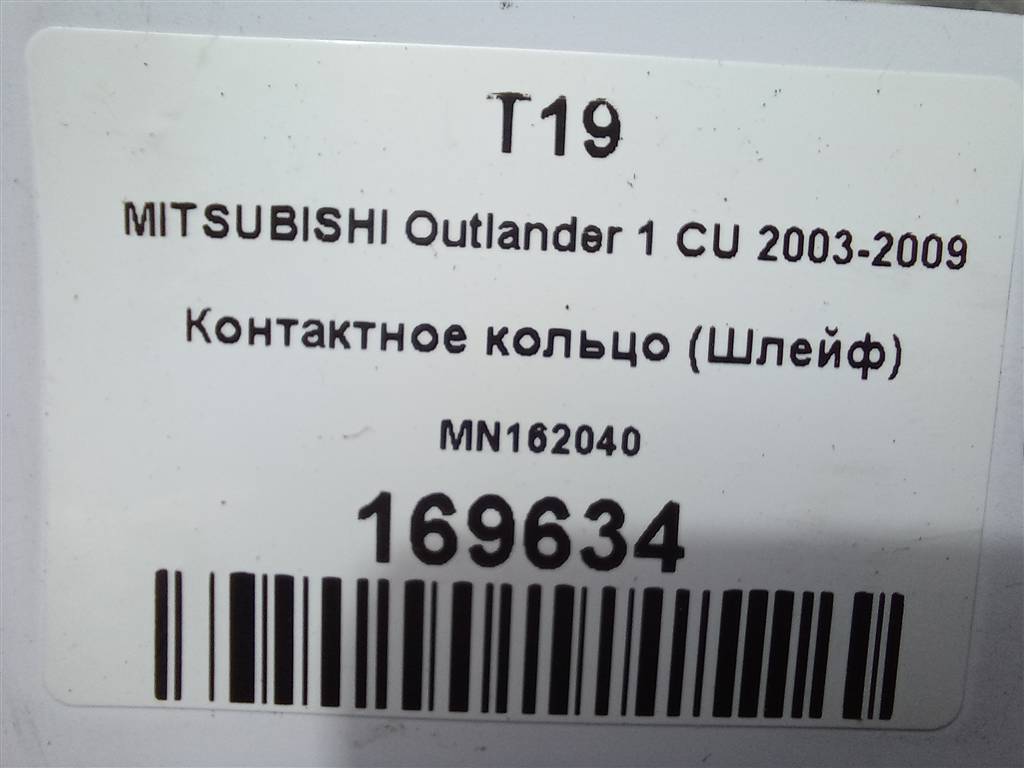 T19
MITSUBISHI Outlander 1 CU 2003-2009
Контактное кольцо (Шлейф)
MN162040
169634